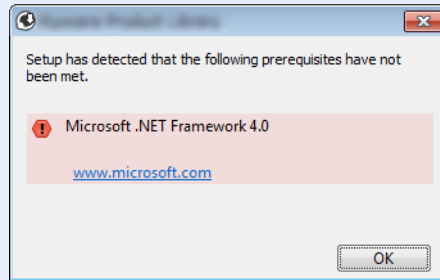 Setup has detected that the following prerequisites have not
been met.
Microsoft .NET Framework 4.0
www.microsoft.com
OK